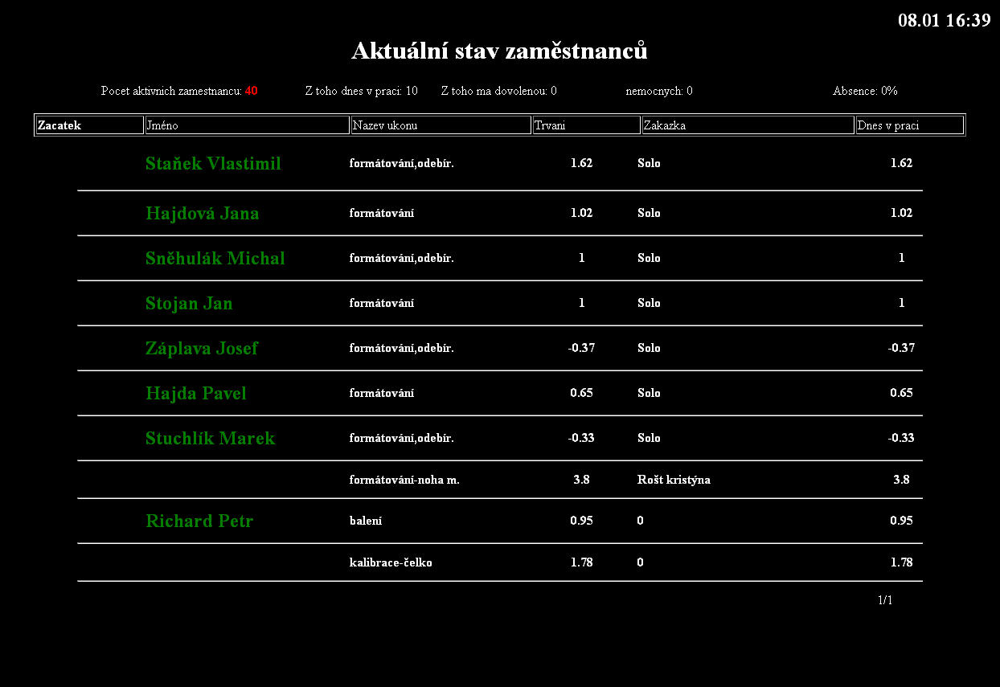 08.01 16:39
Aktuální stav zaměstnanců
Pocet aktivnich zamestnancu: 40 Z toho dnes v praci: 10 Z toho ma dovolenou: 0 nemocnych: 0 Absence: 0%
Zacatek Jméno Nazev ukonu Trvani Zakazka Dnes v praci
Staňek Vlastimil formátování,odebír. 1.62 Solo 1.62
Hajdová Jana formátování 1.02 Solo 1.02
Sněhulák Michal formátování,odebír. 1 Solo 1
Stojan Jan formátování 1 Solo 1
Záplava Josef formátování,odebír. -0.37 Solo -0.37
Hajda Pavel formátování 0.65 Solo 0.65
Stuchlík Marek formátování,odebír. -0.33 Solo -0.33
formátování-noha m. 3.8 Rošt kristýna 3.8
Richard Petr balení 0.95 0 0.95
kalibrace-čelko 1.78 0 1.78
1/1